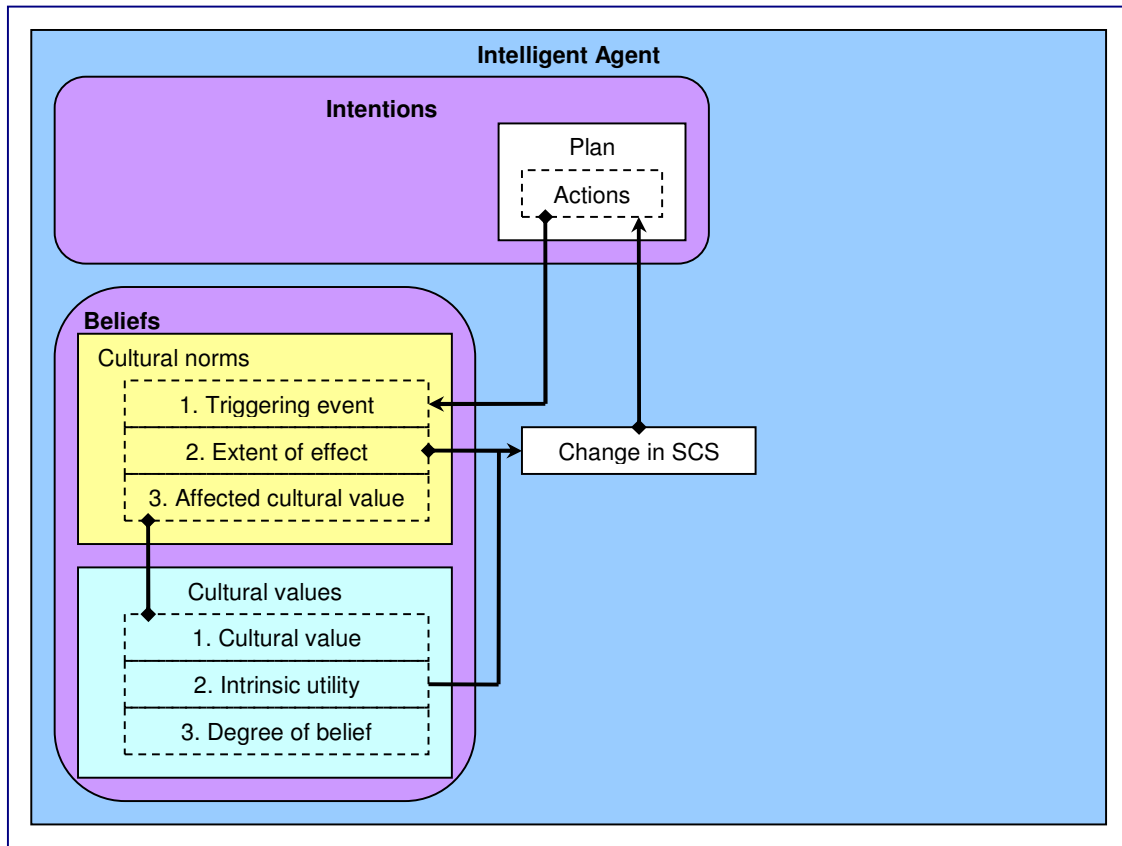 Intelligent Agent
Intentions
Plan
Actions
Beliefs
Cultural norms
1. Triggering event
2. Extent of effect
3. Affected cultural value
Change in SCS
Cultural values
1. Cultural value
2. Intrinsic utility
3. Degree of belief